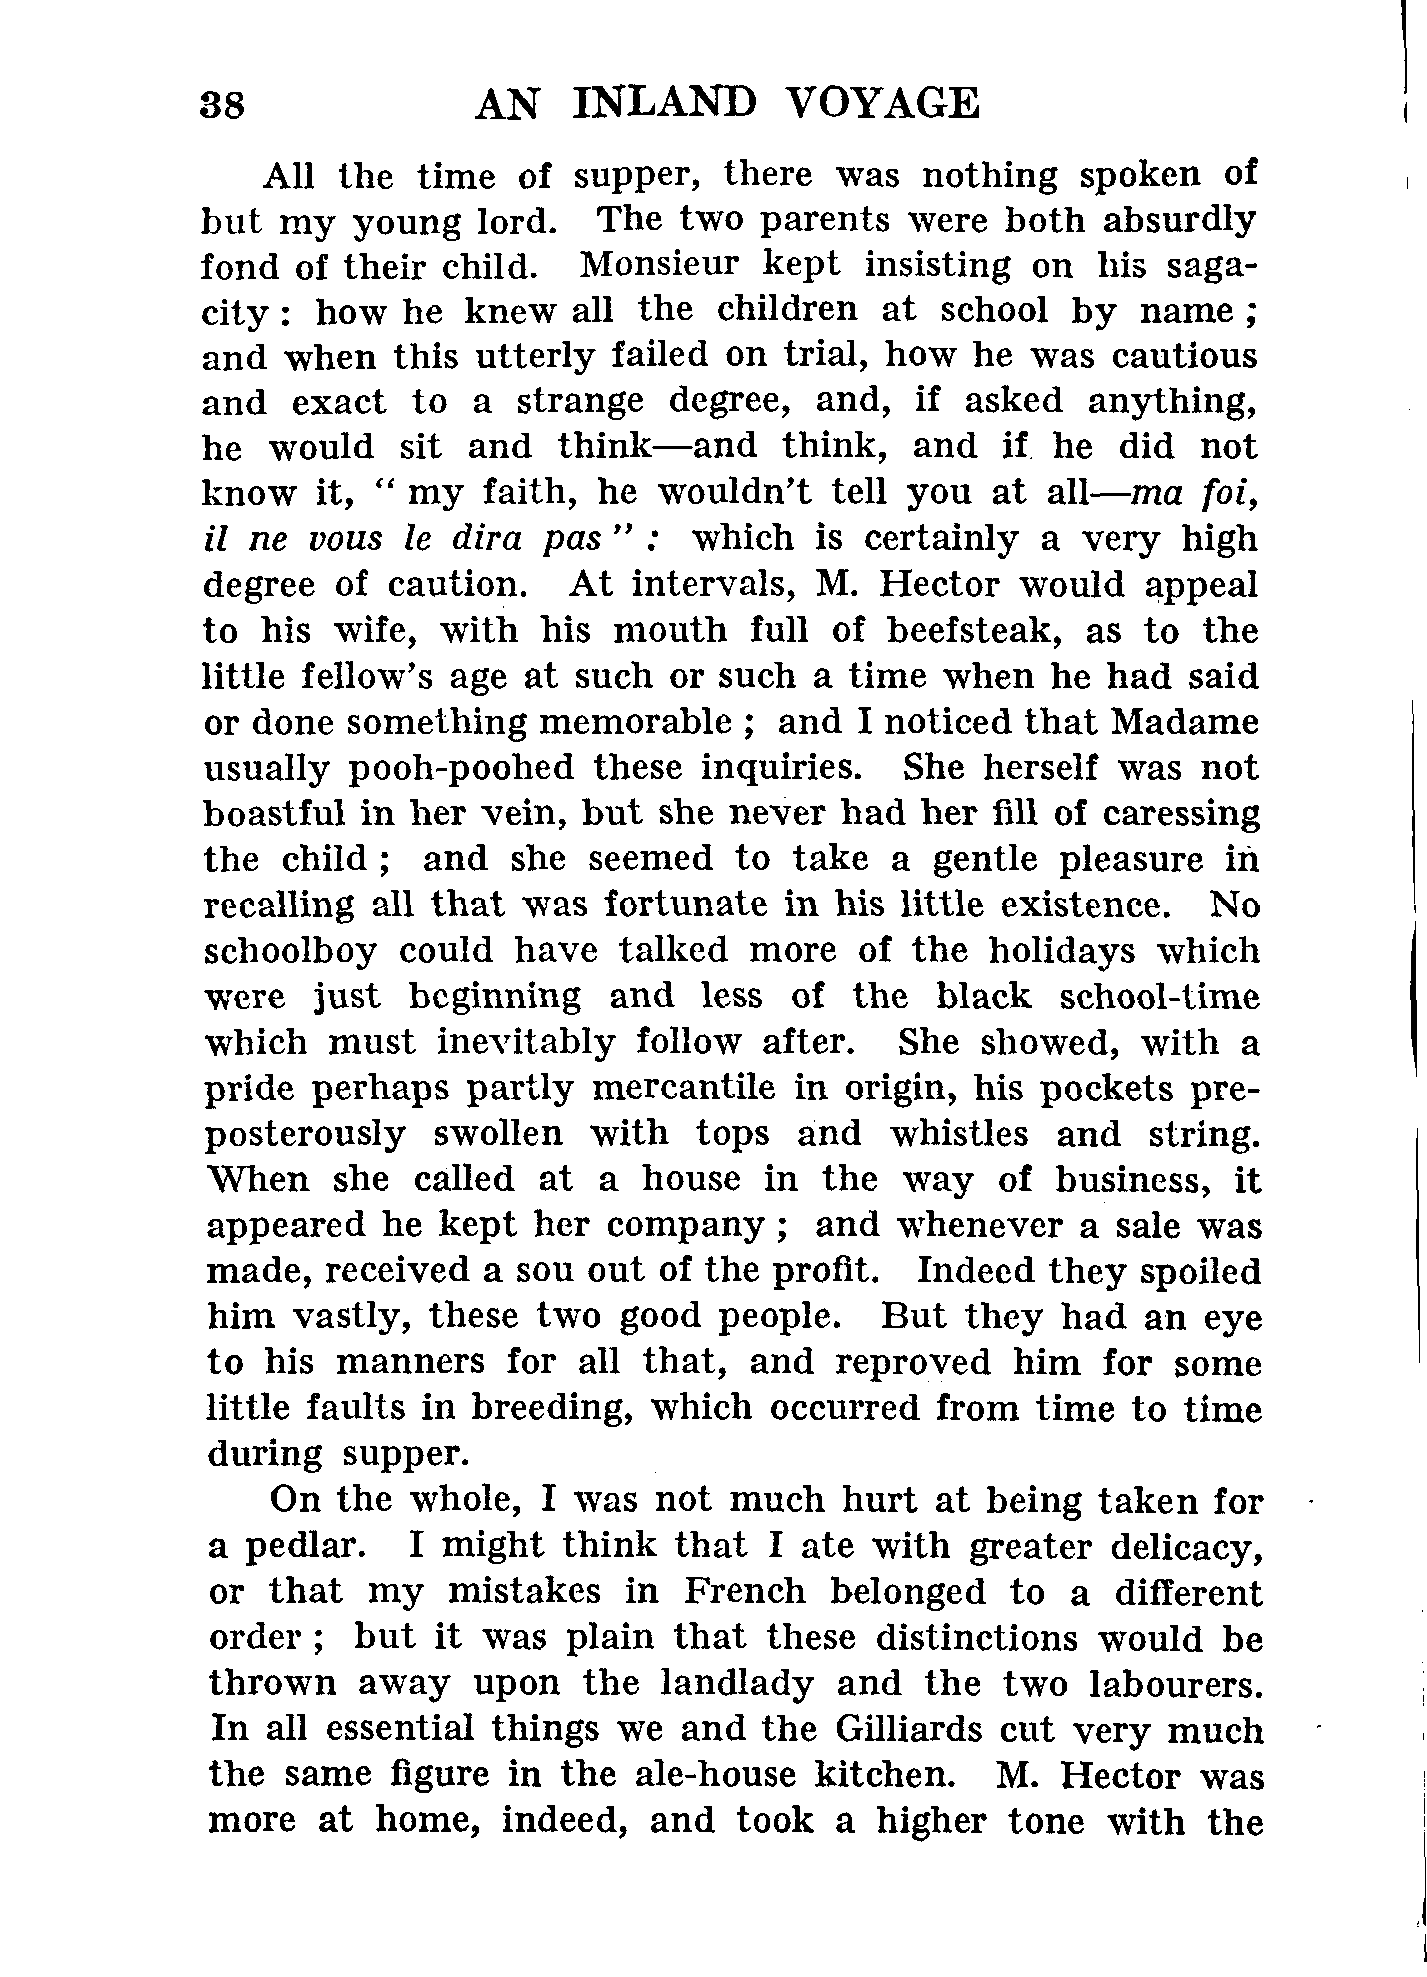 38 AN INLAND VOYAGE
All the time of supper, there was nothing spoken of
but my young lord. The two parents were both absurdly
fond of their child. Monsieur kept insisting on his saga-
city : how he knew all the children at school by name ;
and when this utterly failed on trial, how he was cautious
and exact to a strange degree, and, if asked anything,
he would sit and think—and think, and if he did not
know it, “ my faith, he wouldn't tell you at all—ma foi,
il ne vous le dira pas ” : which is certainly a very high
degree of caution. At intervals, M. Hector would appeal
to his wife, with his mouth full of beefsteak, as to the
little fellow's age at such or such a time when he had said
or done something memorable ; and I noticed that Madame
usually pooh-poohed these inquiries. She herself was not
boastful in her vein, but she never had her fill of caressing
the child ; and she seemed to take a gentle pleasure in
recalling all that was fortunate in his little existence. No
schoolboy could have talked more of the holidays which
were just beginning and less of the black school-time
which must inevitably follow after. She showed, with a
pride perhaps partly mercantile in origin, his pockets pre-
posterously swollen with tops and whistles and string.
When she called at a house in the way of business, it
appeared he kept her company ; and whenever a sale was
made, received a sou out of the profit. Indeed they spoiled
him vastly, these two good people. But they had an eye
to his manners for all that, and reproved him for some
little faults in breeding, which occurred from time to time
during supper.
On the whole, I was not much hurt at being taken for
a pedlar. I might think that I ate with greater delicacy,
or that my mistakes in French belonged to a different
order ; but it was plain that these distinctions would be
thrown away upon the landlady and the two labourers.
In all essential things we and the Gilliards cut very much
the same figure in the ale-house kitchen. M. Hector was
more at home, indeed, and took a higher tone with the